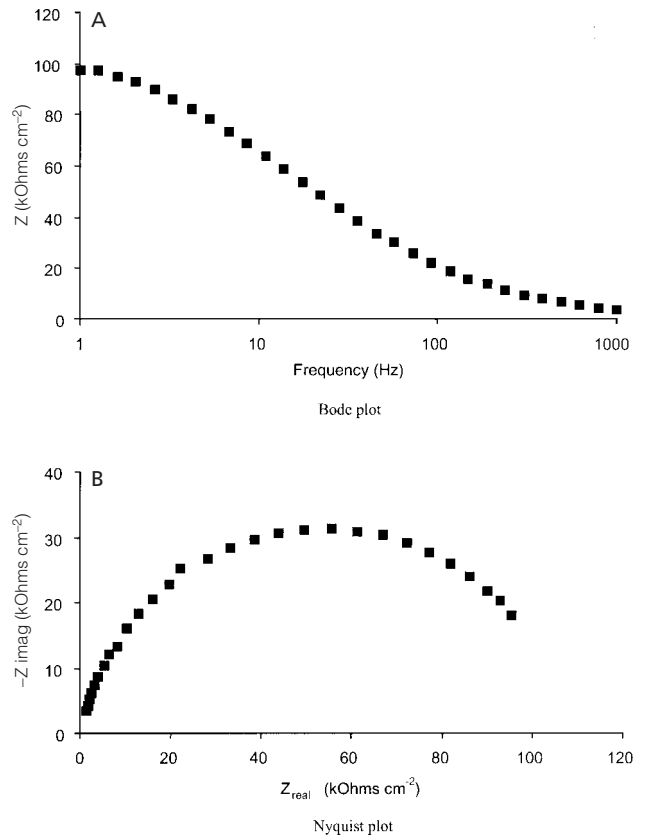 A
120
100
80
60
40
20
0
Z (kOhms cm⁻²)
1 10 100 1000
Frequency (Hz)
Bode plot
B
40
30
20
10
0
–Z imag (kOhms cm⁻²)
0 20 40 60 80 100 120
Z_real (kOhms cm⁻²)
Nyquist plot